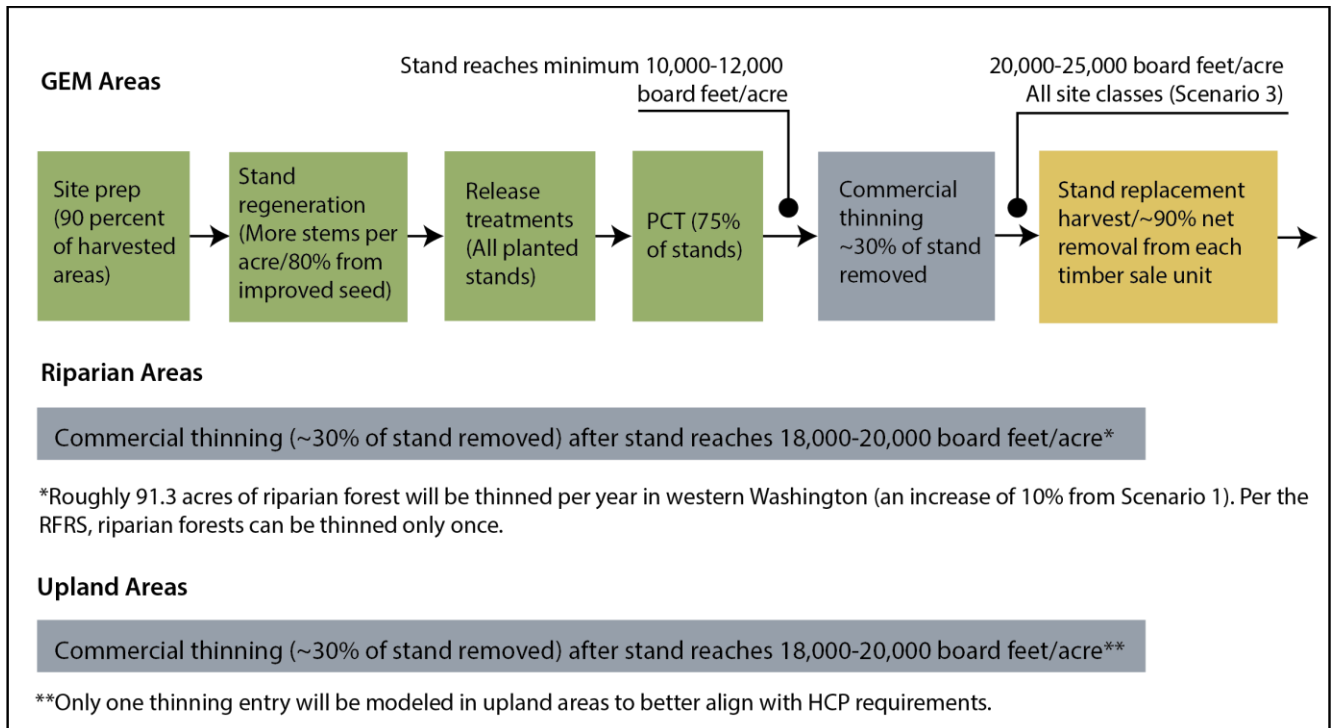 GEM Areas
Stand reaches minimum 10,000-12,000
board feet/acre
20,000-25,000 board feet/acre
All site classes (Scenario 3)
Site prep
(90 percent
of harvested
areas)
Stand
regeneration
(More stems per
acre/80% from
improved seed)
Release
treatments
(All planted
stands)
PCT (75%
of stands)
Commercial
thinning
~30% of stand
removed
Stand replacement
harvest/~90% net
removal from each
timber sale unit
Riparian Areas
Commercial thinning (~30% of stand removed) after stand reaches 18,000-20,000 board feet/acre*
*Roughly 91.3 acres of riparian forest will be thinned per year in western Washington (an increase of 10% from Scenario 1). Per the
RFRS, riparian forests can be thinned only once.
Upland Areas
Commercial thinning (~30% of stand removed) after stand reaches 18,000-20,000 board feet/acre**
**Only one thinning entry will be modeled in upland areas to better align with HCP requirements.